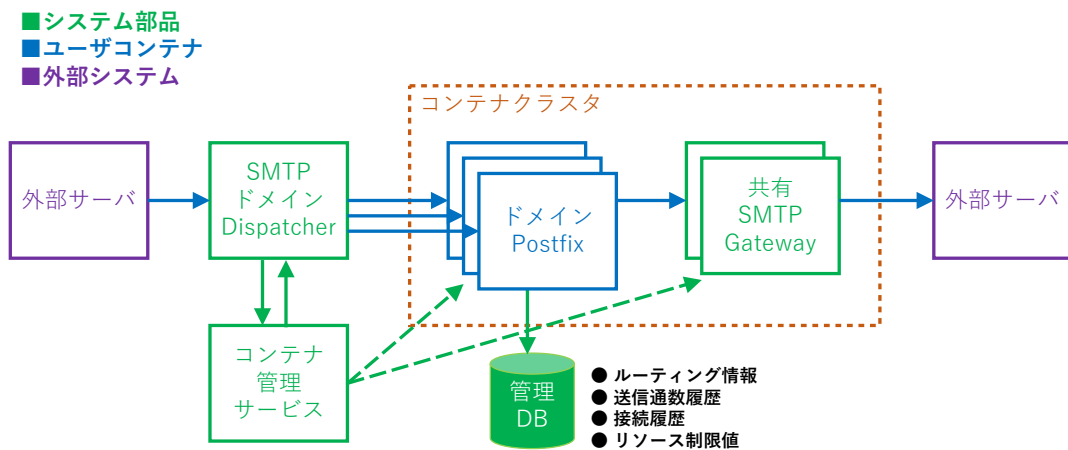 ■システム部品
■ユーザコンテナ
■外部システム
コンテナクラスタ
外部サーバ
SMTP
ドメイン
Dispatcher
ドメイン
Postfix
共有
SMTP
Gateway
外部サーバ
コンテナ
管理
サービス
管理
DB
● ルーティング情報
● 送信通数履歴
● 接続履歴
● リソース制限値